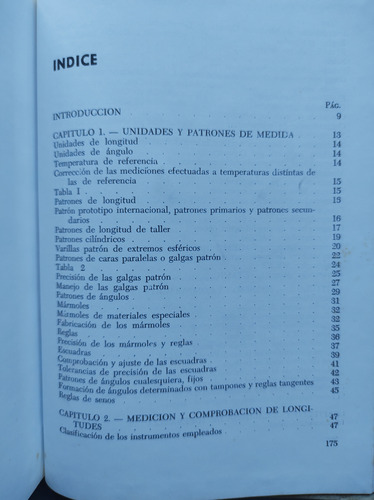 INDICE
Pág.
INTRODUCCION 9
CAPITULO 1. — UNIDADES Y PATRONES DE MEDIDA . 13
Unidades de longitud 14
Unidades de ángulo 14
Temperatura de referencia 14
Corrección de las mediciones efectuadas a temperaturas distintas de
las de referencia 15
Tabla 1 15
Patrones de longitud 15
Patrón prototipo internacional, patrones primarios y patrones secun-
darios 16
Patrones de longitud de taller 17
Patrones cilíndricos 19
Varillas patrón de extremos esféricos 20
Patrones de caras paralelas o galgas patrón 22
Tabla 2 24
Precisión de las galgas patrón 25
Manejo de las galgas patrón 27
Patrones de ángulos 29
Mármoles 31
Mármoles de materiales especiales 32
Fabricación de los mármoles 32
Reglas 35
Precisión de los mármoles y reglas 36
Escuadras 37
Comprobación y ajuste de las escuadras 39
Tolerancias de precisión de las escuadras 41
Patrones de ángulos cualesquiera, fijos 42
Formación de ángulos determinados con tampones y reglas tangentes 43
Reglas de senos 45
CAPITULO 2. — MEDICION Y COMPROBACION DE LONGI-
TUDES 47
Clasificación de los instrumentos empleados 47
175